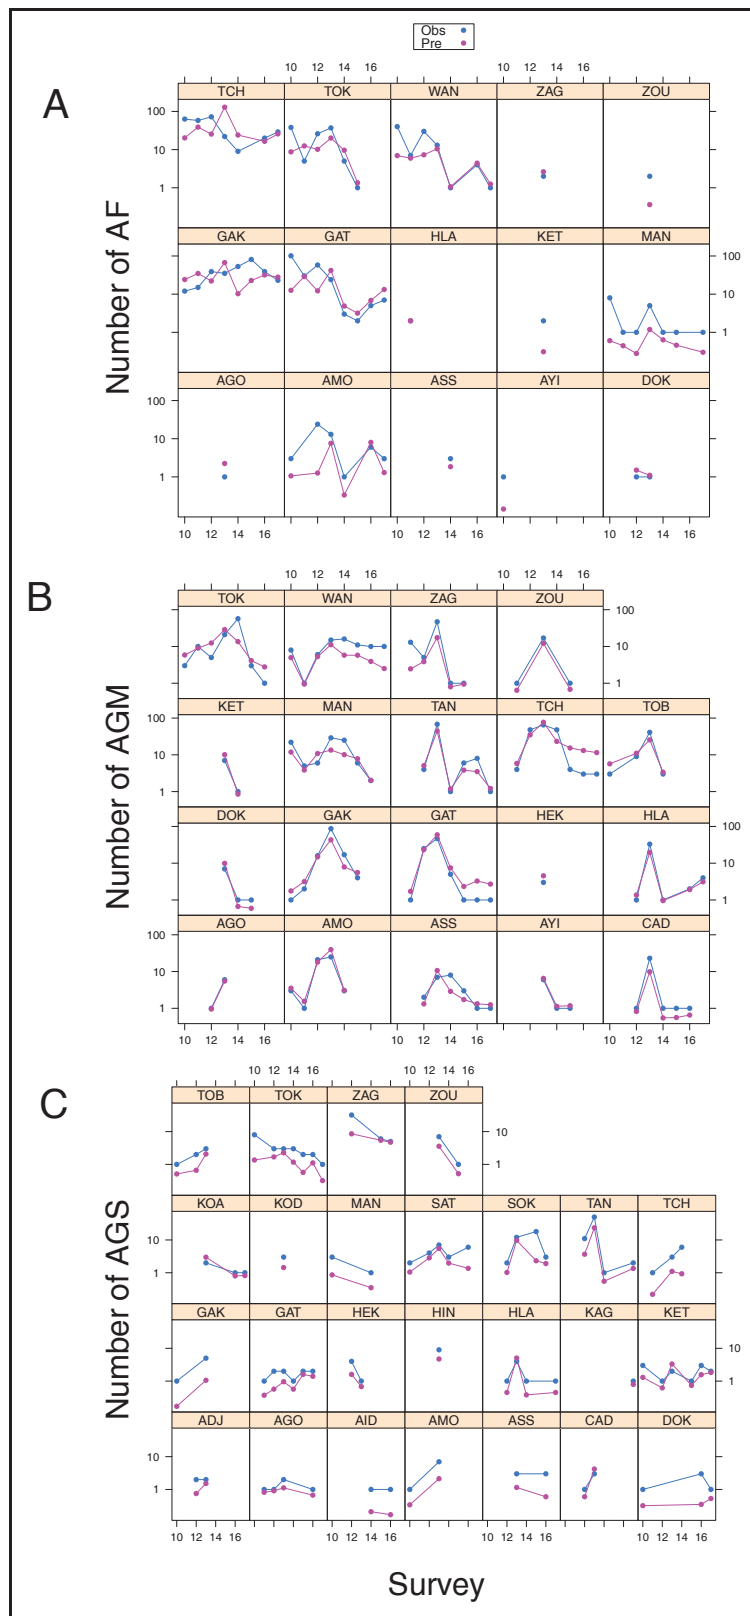 Obs
Pre
A
10 12 14 16
10 12 14 16
TCH TOK WAN ZAG ZOU
100
10
1
Number of AF
GAK GAT HLA KET MAN
100
10
1
AGO AMO ASS AYI DOK
100
10
1
10 12 14 16
10 12 14 16
10 12 14 16
B
10 12 14 16
10 12 14 16
TOK WAN ZAG ZOU
100
10
1
Number of AGM
KET MAN TAN TCH TOB
100
10
1
DOK GAK GAT HEK HLA
100
10
1
AGO AMO ASS AYI CAD
100
10
1
10 12 14 16
10 12 14 16
10 12 14 16
C
10 12 14 16
10 12 14 16
TOB TOK ZAG ZOU
10
1
Number of AGS
KOA KOD MAN SAT SOK TAN TCH
10
1
GAK GAT HEK HIN HLA KAG KET
10
1
ADJ AGO AID AMO ASS CAD DOK
10
1
10 12 14 16
10 12 14 16
10 12 14 16
10 12 14 16
Survey